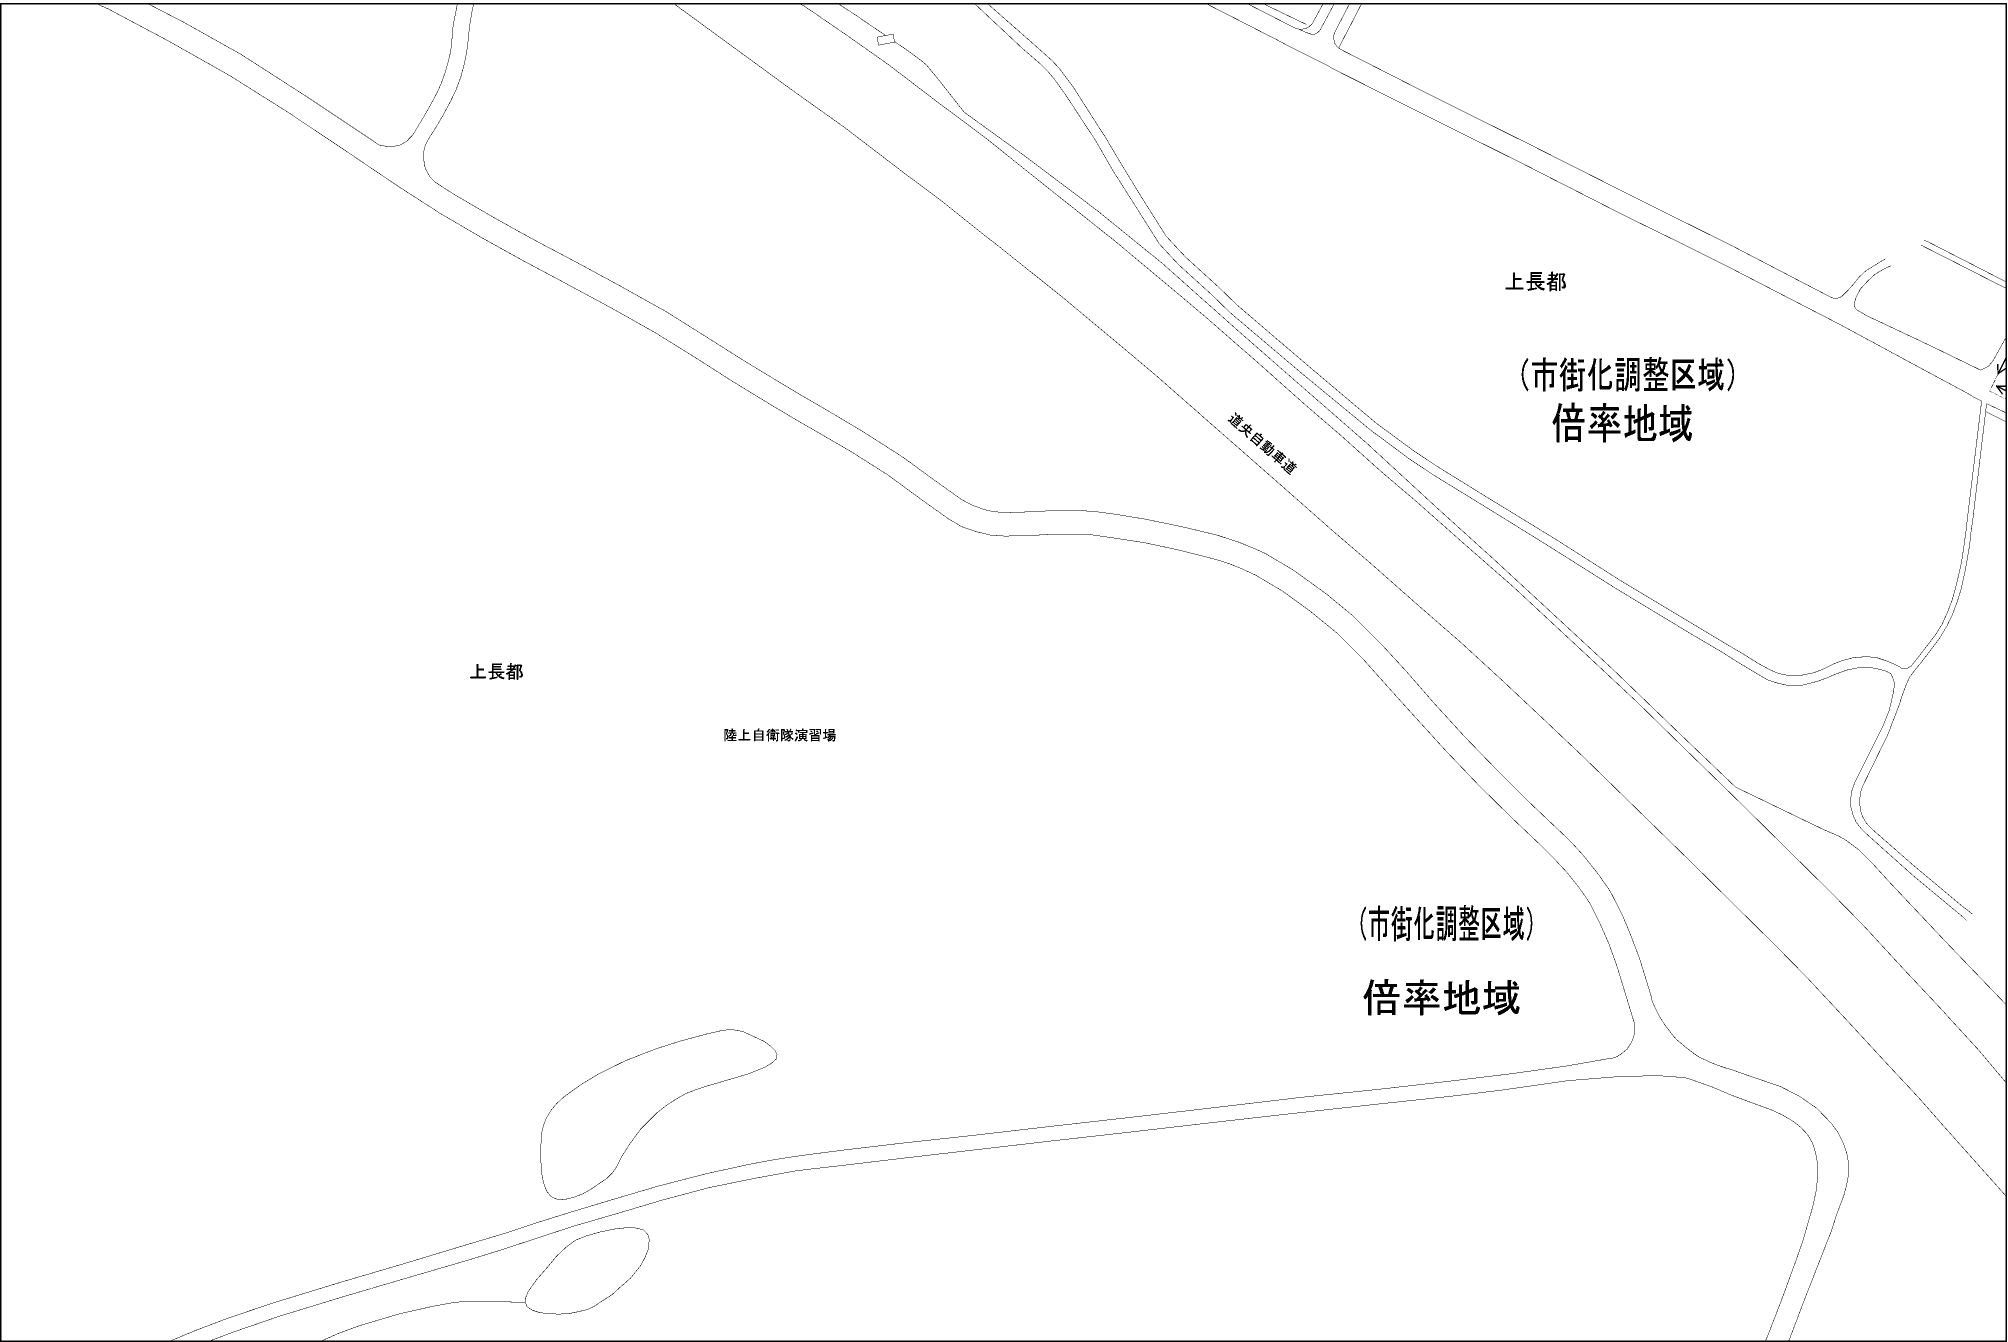 上長都
（市街化調整区域）
倍率地域
道央自動車道
上長都
陸上自衛隊演習場
（市街化調整区域）
倍率地域